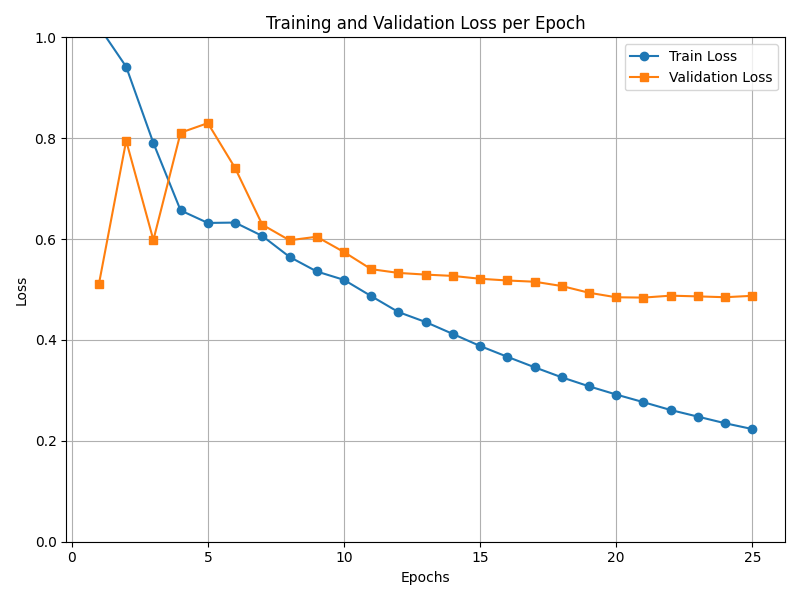 Training and Validation Loss per Epoch
Train Loss
Validation Loss
1.0
0.8
0.6
0.4
0.2
0.0
Loss
0 5 10 15 20 25
Epochs